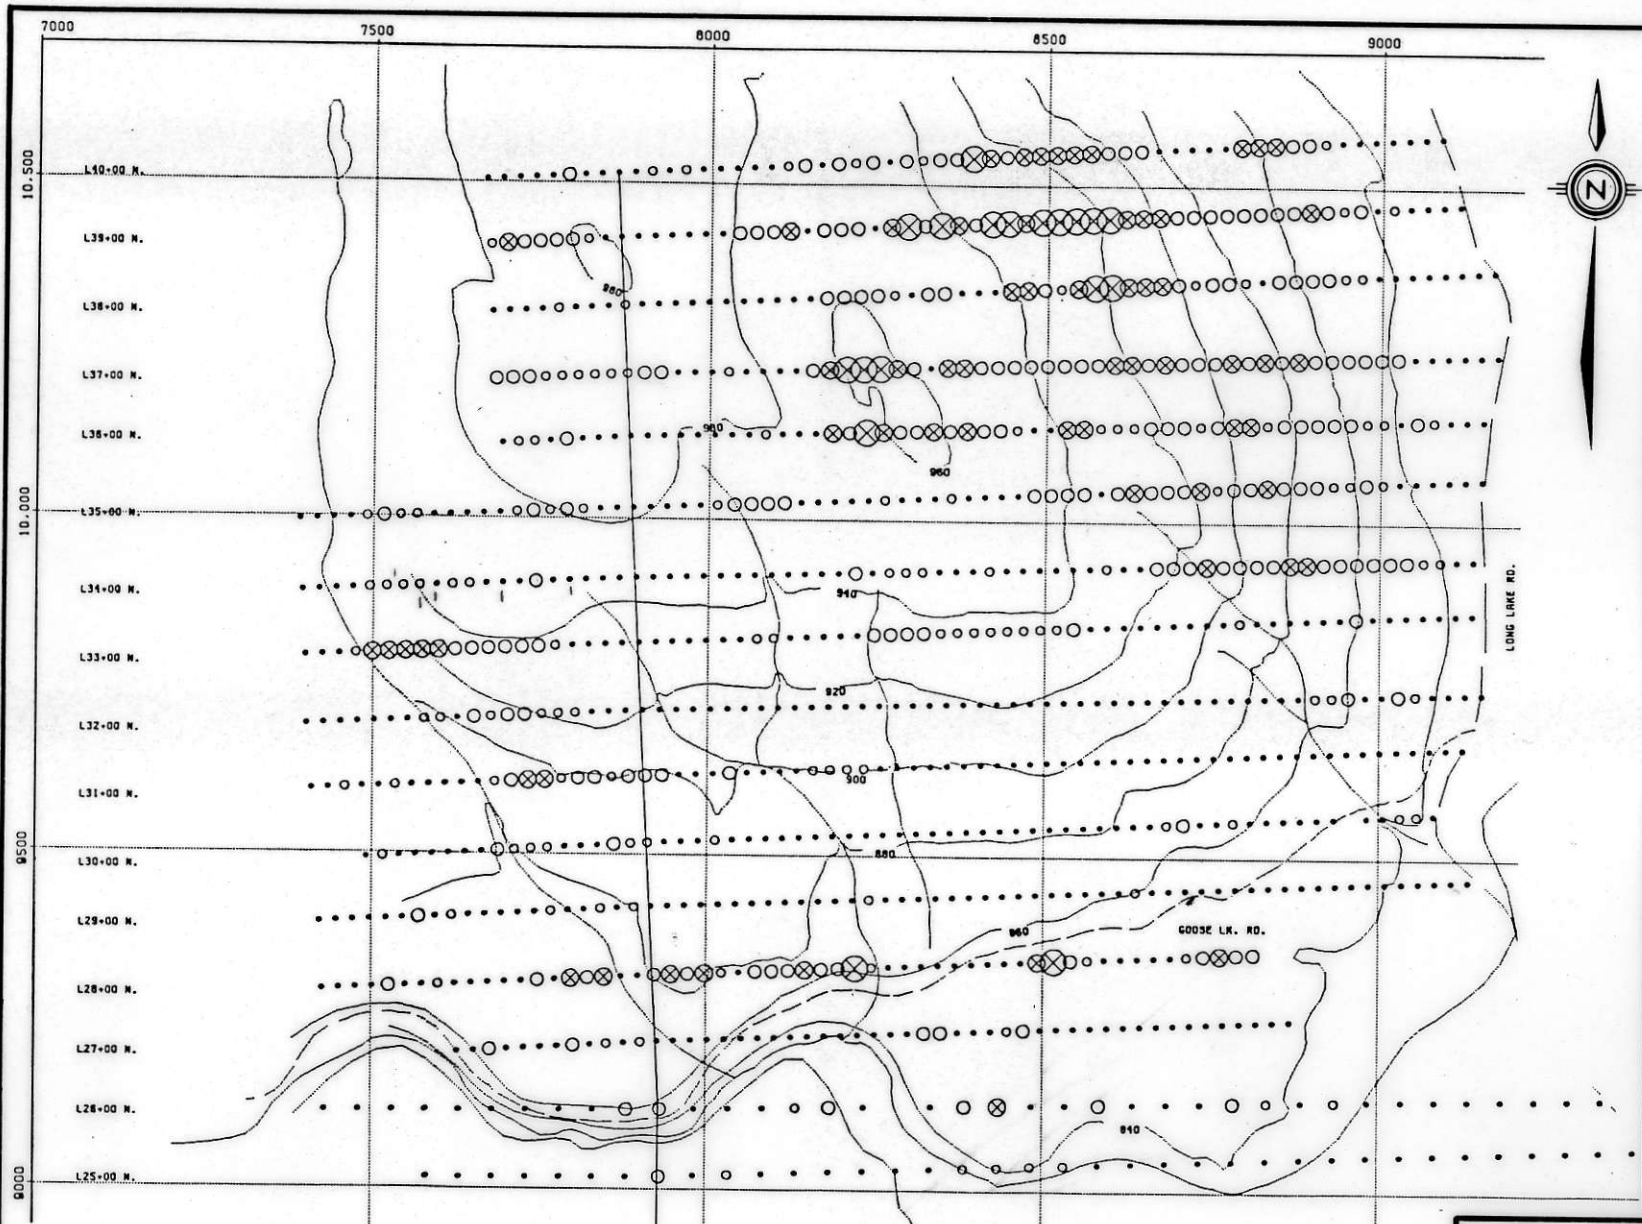 7000 7500 8000 8500 9000
10.500
L40+00 N.
L39+00 N.
980
L38+00 N.
L37+00 N.
L36+00 N.
980
960
10.000
L35+00 N.
L34+00 N.
940
LONG LAKE RD.
L33+00 N.
920
L32+00 N.
L31+00 N.
900
9500
L30+00 N.
880
L29+00 N.
860
GOOSE LK. RD.
L28+00 N.
L27+00 N.
L26+00 N.
810
9000
L25+00 N.
N